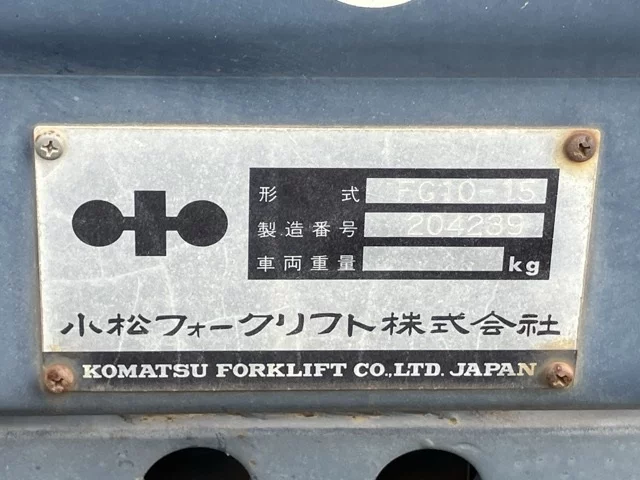 形式 FG10-15
製造番号 204239
車両重量 kg
小松フォークリフト株式会社
KOMATSU FORKLIFT CO.,LTD. JAPAN